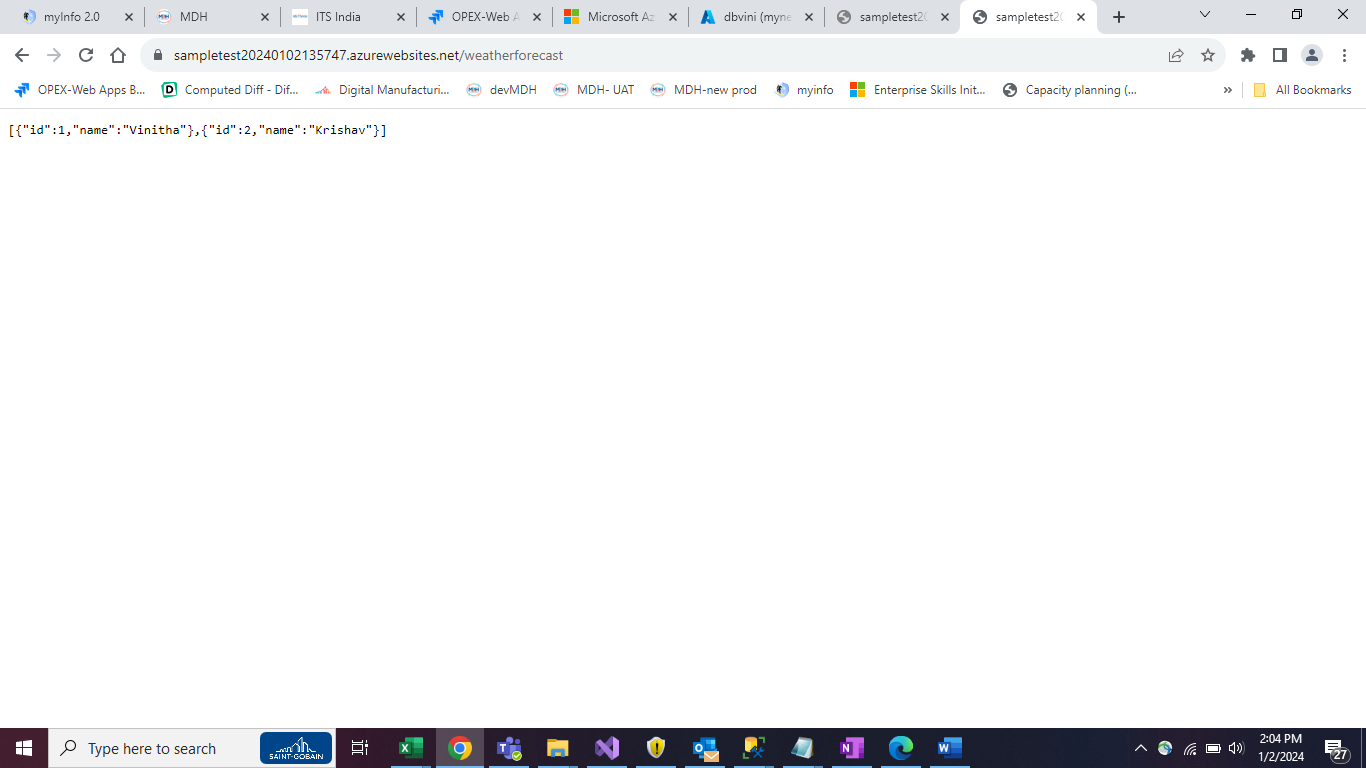 myInfo 2.0
MDH
ITS India
OPEX-Web A
Microsoft Az
dbvini (myne
sampletest20
sampletest20
sampletest20240102135747.azurewebsites.net/weatherforecast
OPEX-Web Apps B...
Computed Diff - Dif...
Digital Manufacturi...
devMDH
MDH- UAT
MDH-new prod
myinfo
Enterprise Skills Init...
Capacity planning (...
»
All Bookmarks
[{"id":1,"name":"Vinitha"},{"id":2,"name":"Krishav"}]
Type here to search
SAINT-GOBAIN
2:04 PM
1/2/2024
27